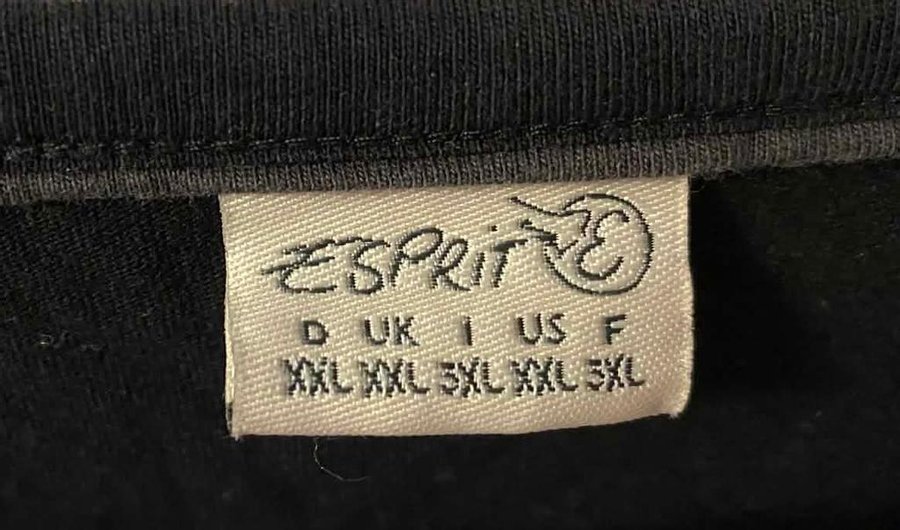 ESPRIT E
D UK I US F
XXL XXL 3XL XXL 3XL